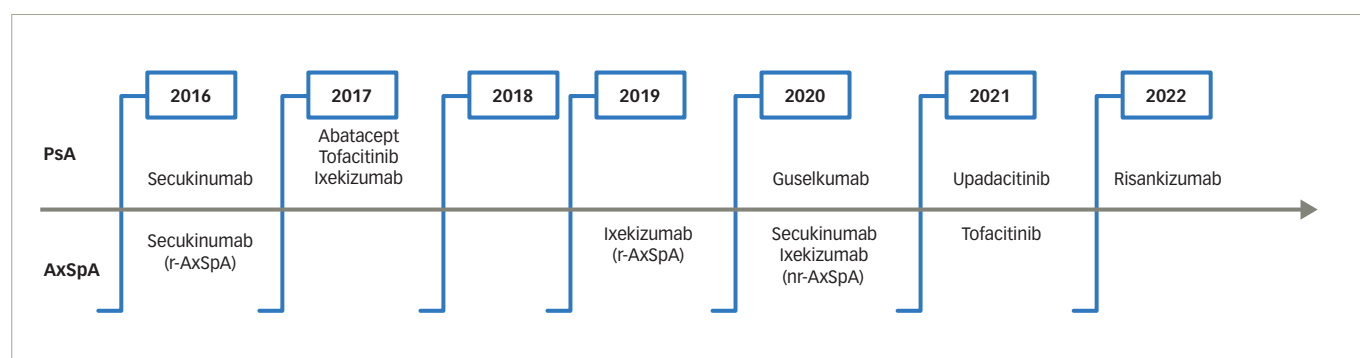 2016
2017
2018
2019
2020
2021
2022
PsA
Secukinumab
Abatacept
Tofacitinib
Ixekizumab
Guselkumab
Upadacitinib
Risankizumab
AxSpA
Secukinumab
(r-AxSpA)
Ixekizumab
(r-AxSpA)
Secukinumab
Ixekizumab
(nr-AxSpA)
Tofacitinib